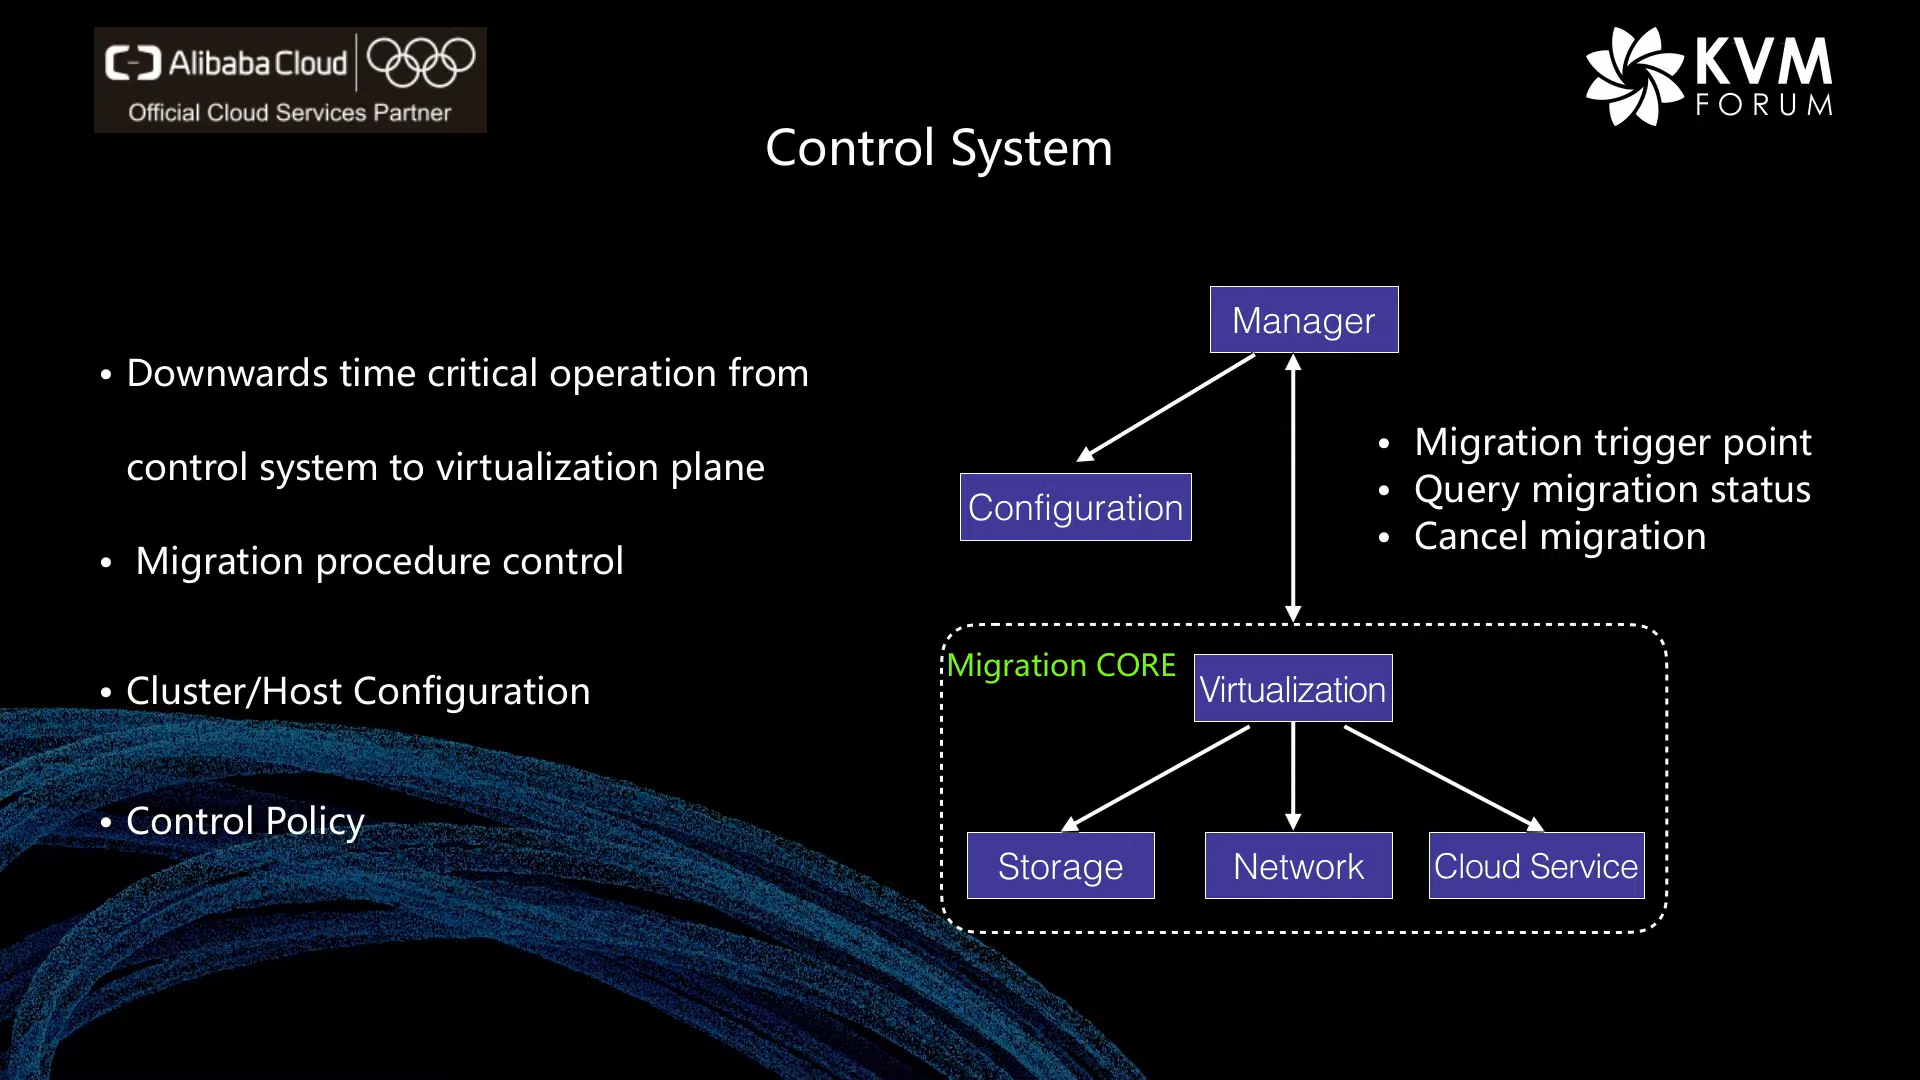 Alibaba Cloud
Official Cloud Services Partner
KVM
FORUM
Control System
• Downwards time critical operation from
control system to virtualization plane
• Migration procedure control
• Cluster/Host Configuration
• Control Policy
Manager
Configuration
• Migration trigger point
• Query migration status
• Cancel migration
Migration CORE
Virtualization
Storage
Network
Cloud Service